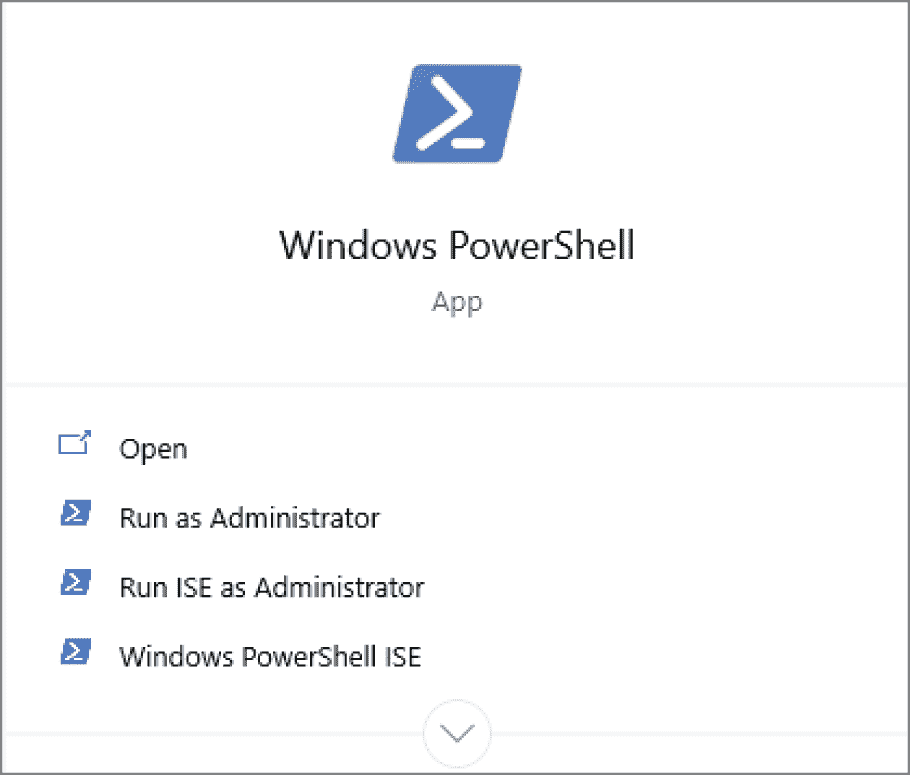 Windows PowerShell
App
Open
Run as Administrator
Run ISE as Administrator
Windows PowerShell ISE